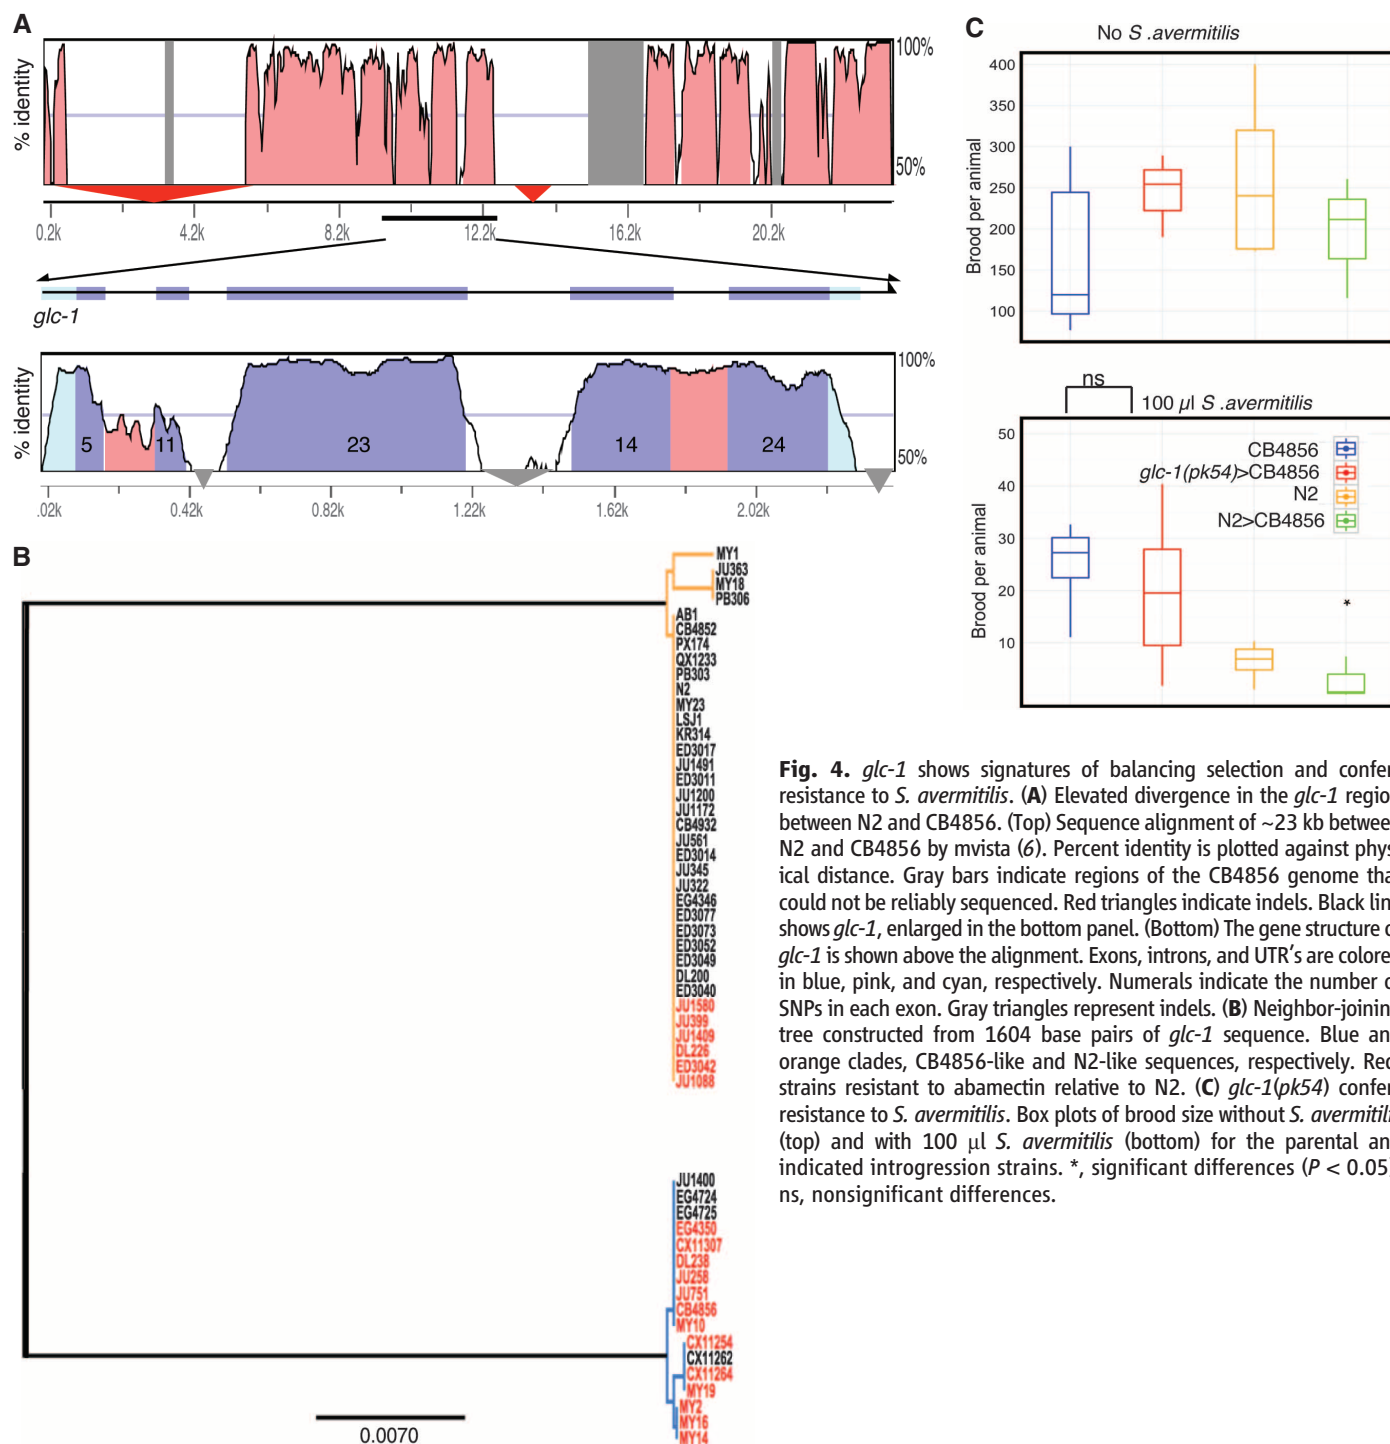 A
% identity
100%
50%
0.2k 4.2k 8.2k 12.2k 16.2k 20.2k
glc-1
% identity
100%
50%
5 11 23 14 24
.02k 0.42k 0.82k 1.22k 1.62k 2.02k
B
MY1
JU363
MY18
PB306
AB1
CB4852
PX174
QX1233
PB303
N2
MY23
LSJ1
KR314
ED3017
JU1491
ED3011
JU1200
JU1172
CB4932
JU561
ED3014
JU345
JU322
EG4346
ED3077
ED3073
ED3052
ED3049
DL200
ED3040
JU1580
JU399
JU1409
DL226
ED3042
JU1088
JU1400
EG4724
EG4725
EG4350
CX11307
DL238
JU258
JU751
CB4856
MY10
CX11254
CX11262
CX11264
MY19
MY2
MY16
MY14
0.0070
C
No S .avermitilis
Brood per animal
400
350
300
250
200
150
100
ns
100 µl S .avermitilis
Brood per animal
50
40
30
20
10
CB4856
glc-1(pk54)>CB4856
N2
N2>CB4856
*
Fig. 4. glc-1 shows signatures of balancing selection and confer
resistance to S. avermitilis. (A) Elevated divergence in the glc-1 regio
between N2 and CB4856. (Top) Sequence alignment of ~23 kb betwee
N2 and CB4856 by mvista (6). Percent identity is plotted against phys
ical distance. Gray bars indicate regions of the CB4856 genome tha
could not be reliably sequenced. Red triangles indicate indels. Black lin
shows glc-1, enlarged in the bottom panel. (Bottom) The gene structure o
glc-1 is shown above the alignment. Exons, introns, and UTR's are colore
in blue, pink, and cyan, respectively. Numerals indicate the number o
SNPs in each exon. Gray triangles represent indels. (B) Neighbor-joinin
tree constructed from 1604 base pairs of glc-1 sequence. Blue an
orange clades, CB4856-like and N2-like sequences, respectively. Red
strains resistant to abamectin relative to N2. (C) glc-1(pk54) confer
resistance to S. avermitilis. Box plots of brood size without S. avermitili
(top) and with 100 µl S. avermitilis (bottom) for the parental an
indicated introgression strains. *, significant differences (P < 0.05)
ns, nonsignificant differences.